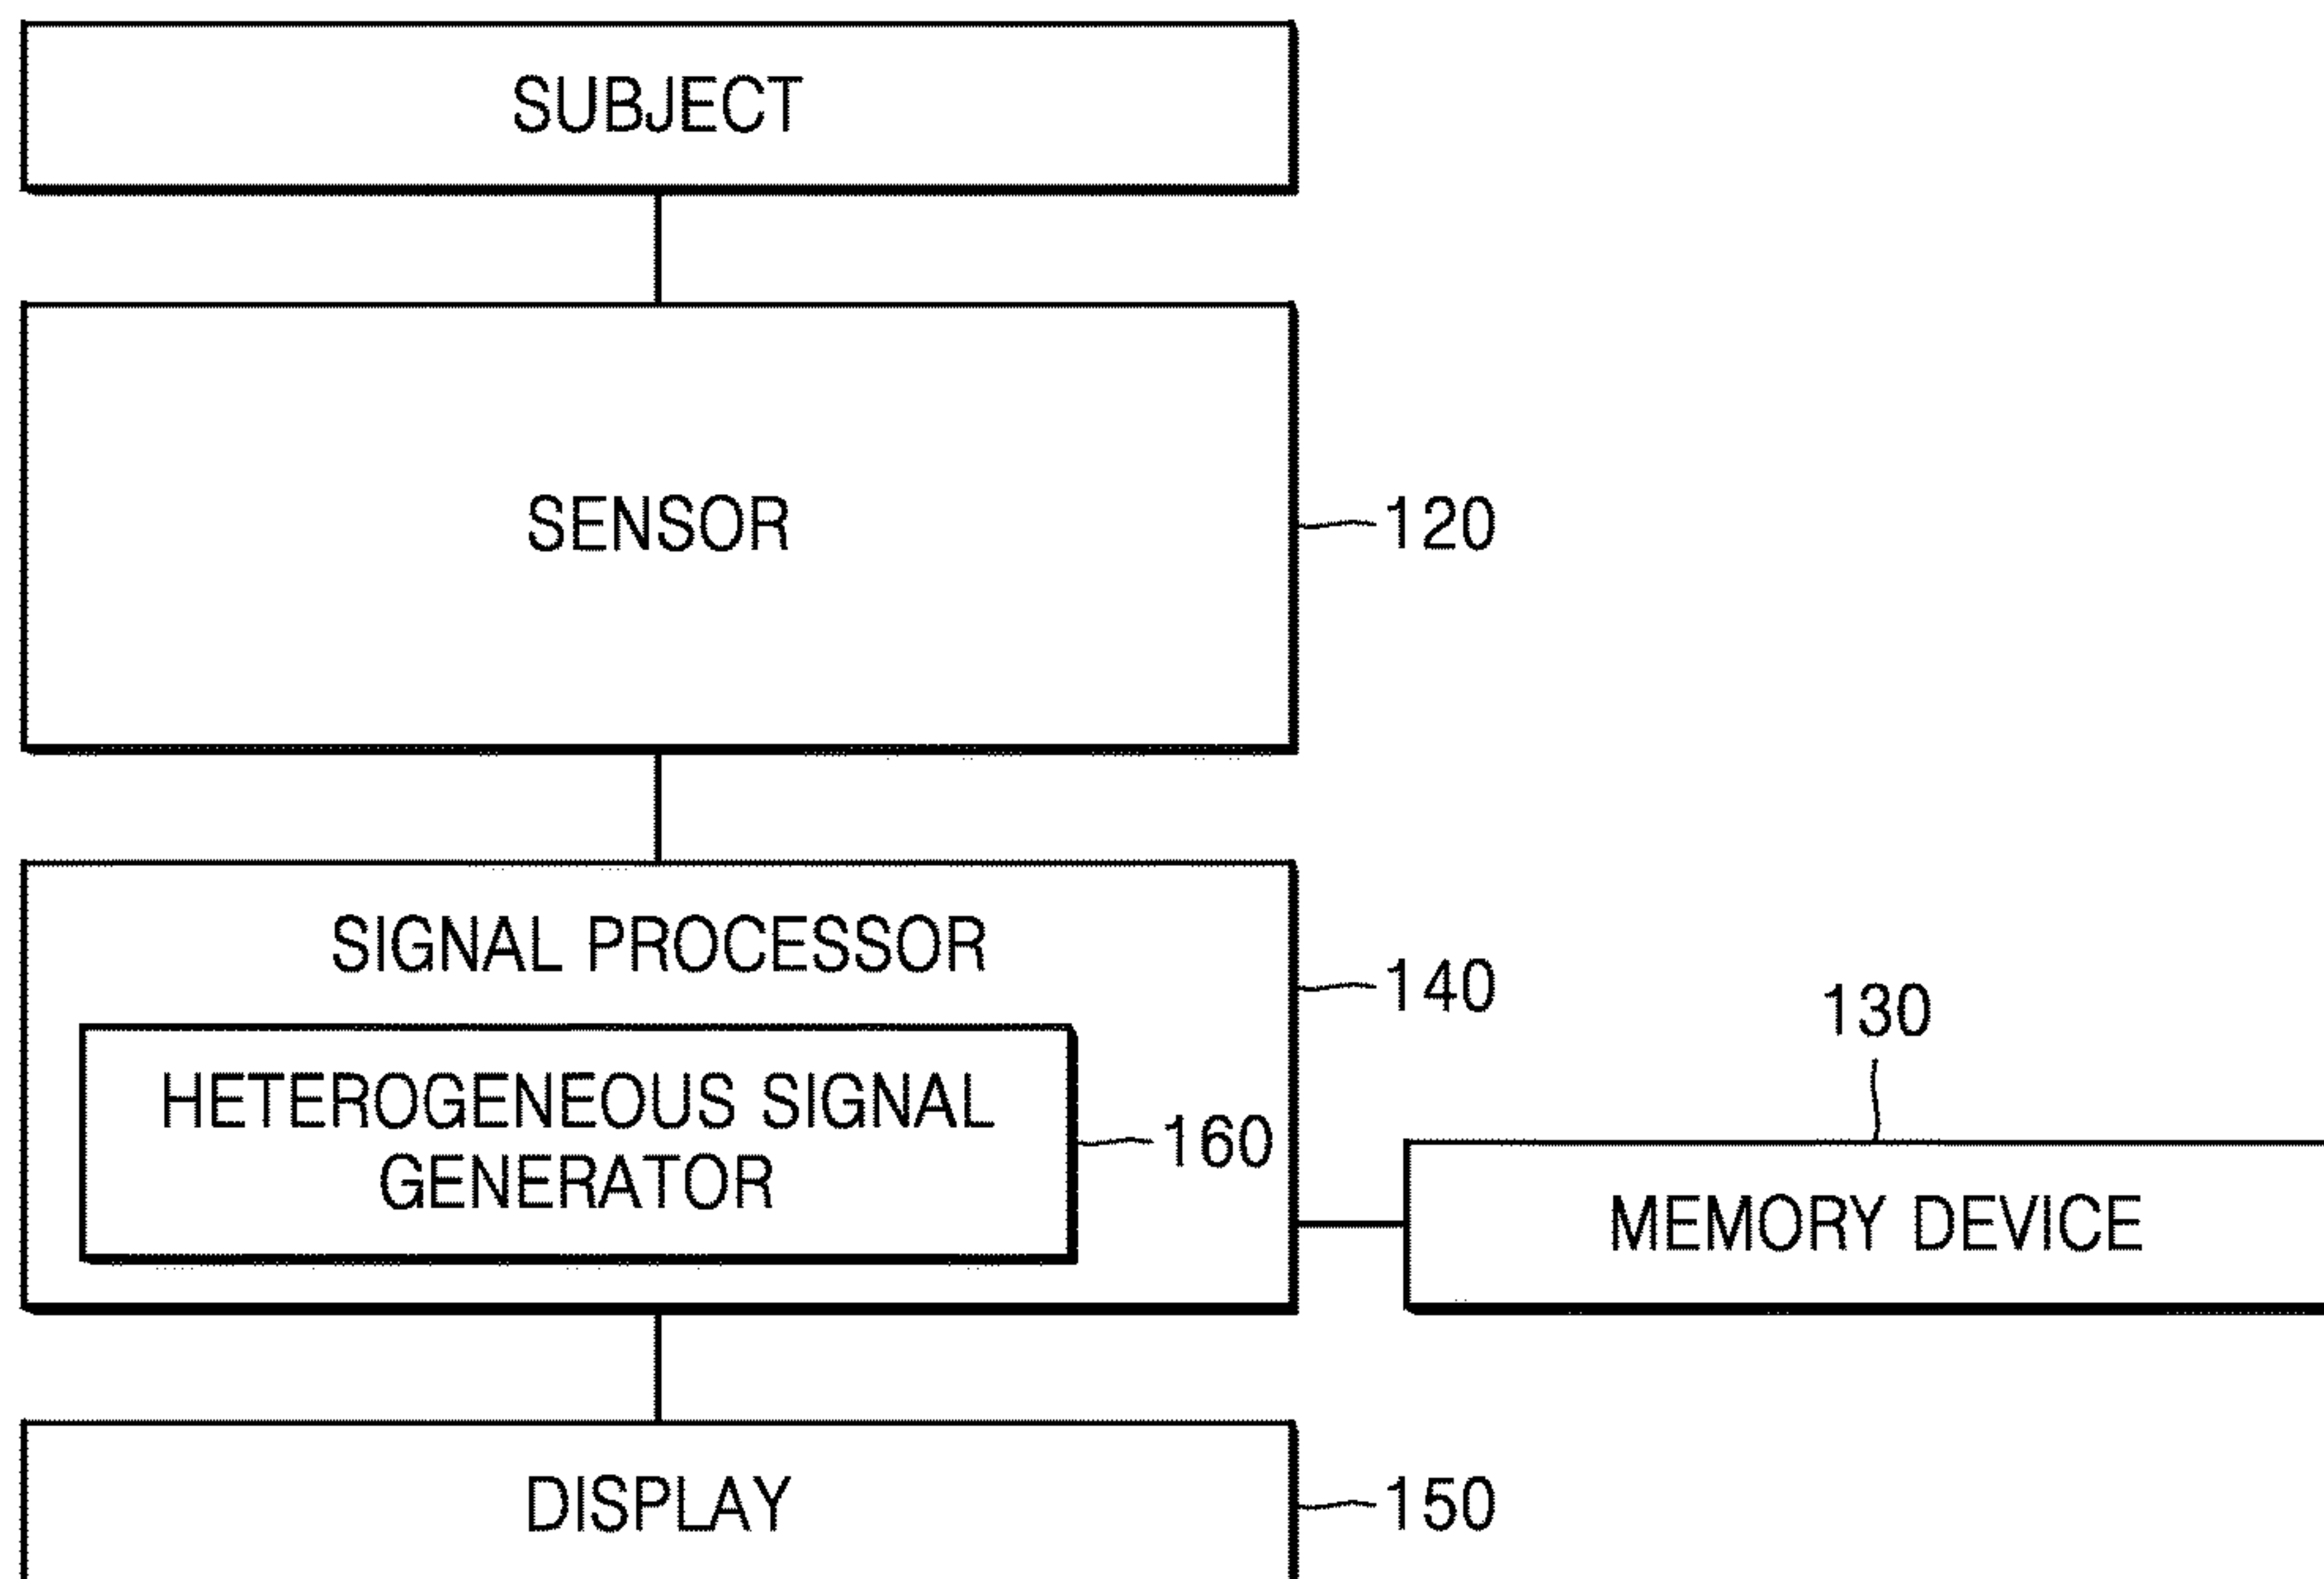 SUBJECT
SENSOR
120
SIGNAL PROCESSOR
140
HETEROGENEOUS SIGNAL
GENERATOR
160
130
MEMORY DEVICE
DISPLAY
150